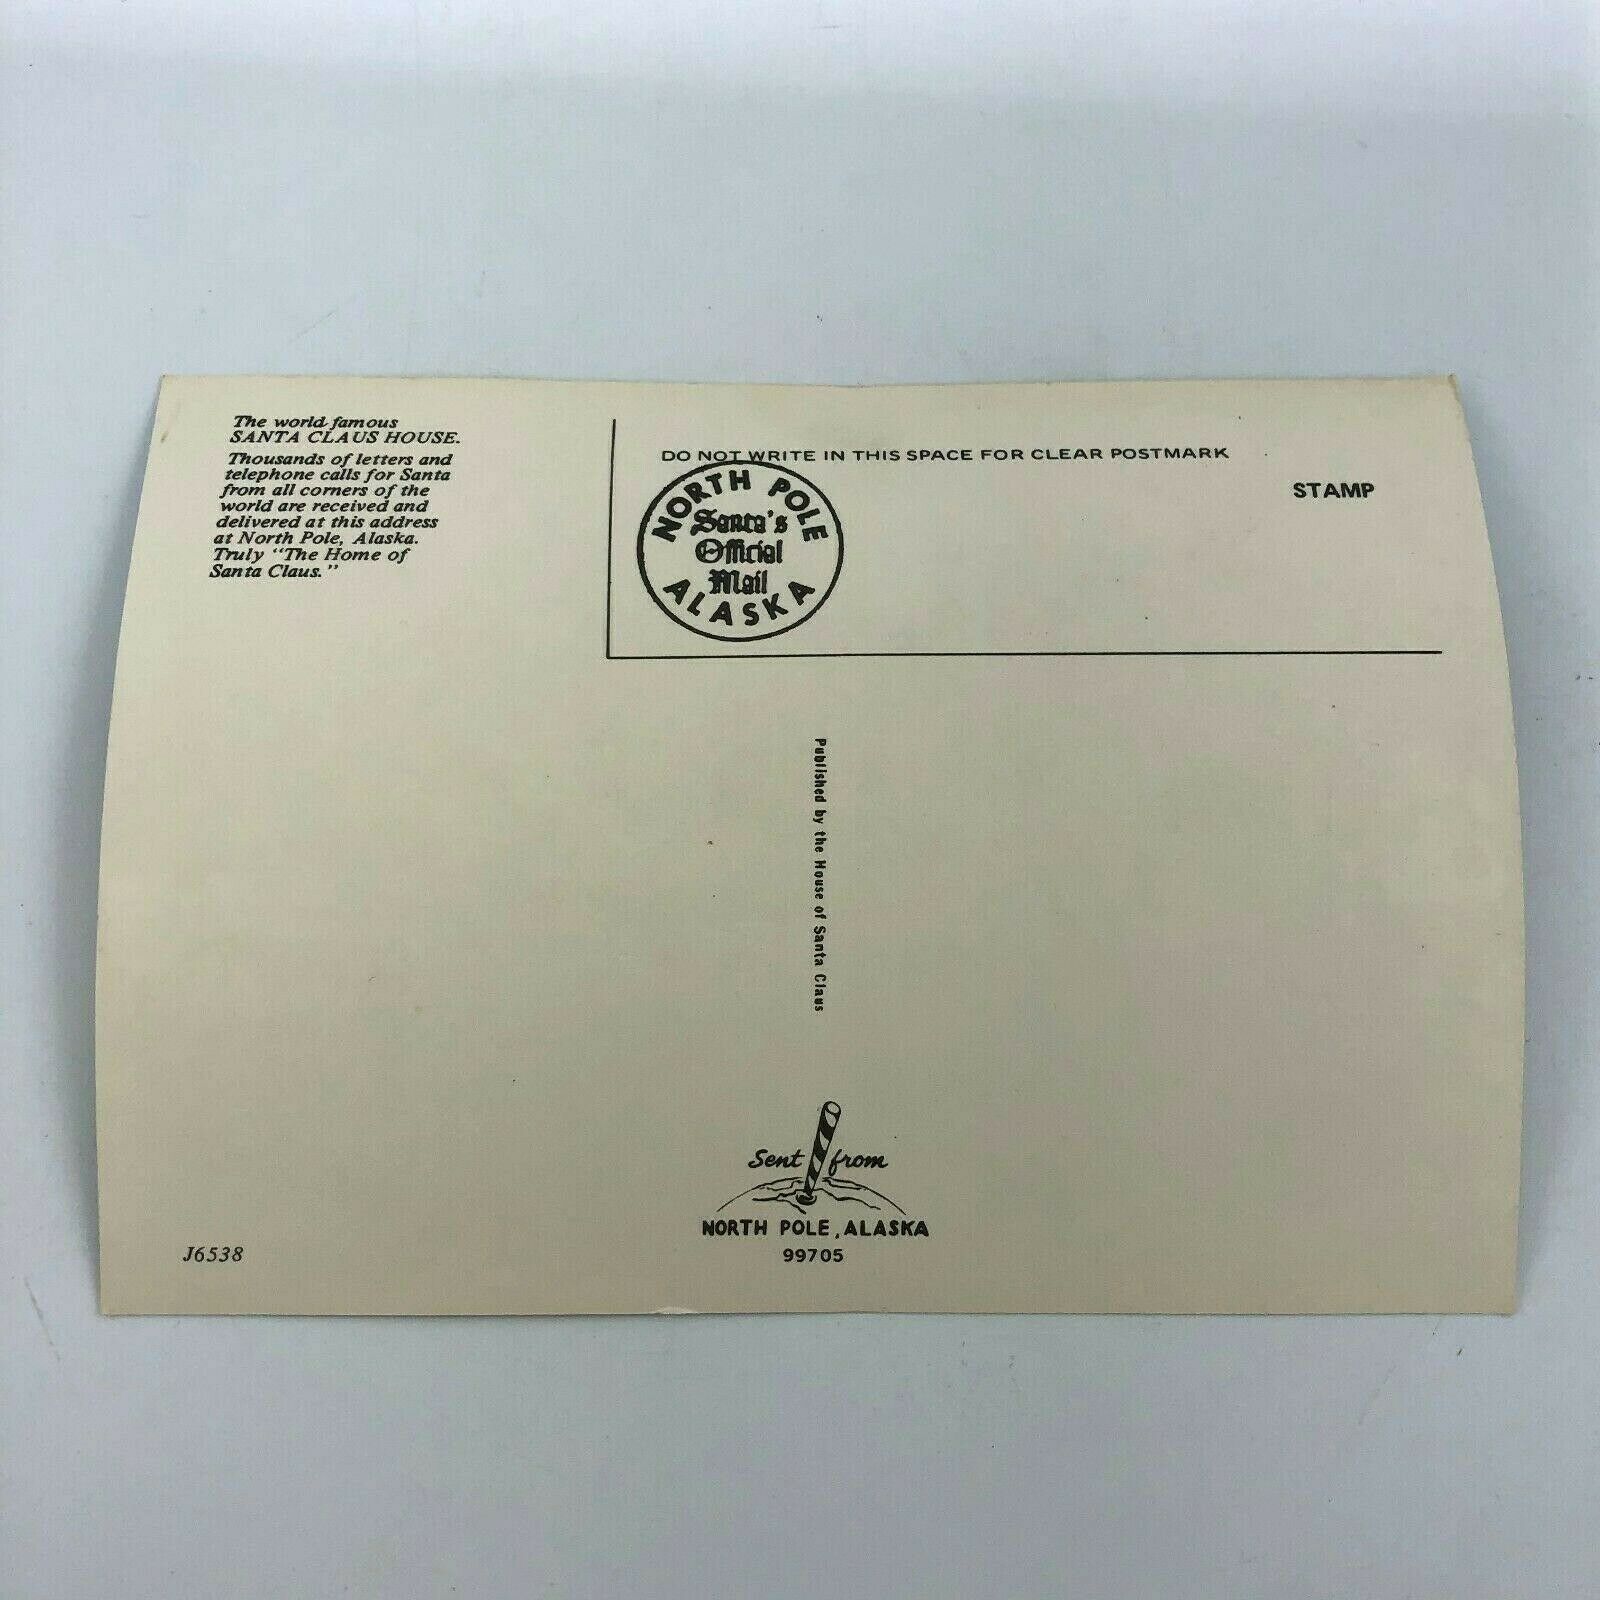 The world famous
SANTA CLAUS HOUSE.
Thousands of letters and
telephone calls for Santa
from all corners of the
world are received and
delivered at this address
at North Pole, Alaska.
Truly "The Home of
Santa Claus."
DO NOT WRITE IN THIS SPACE FOR CLEAR POSTMARK
STAMP
NORTH POLE
Santa's
Official
Mail
ALASKA
Published by the House of Santa Claus
Sent from
NORTH POLE, ALASKA
99705
J6538